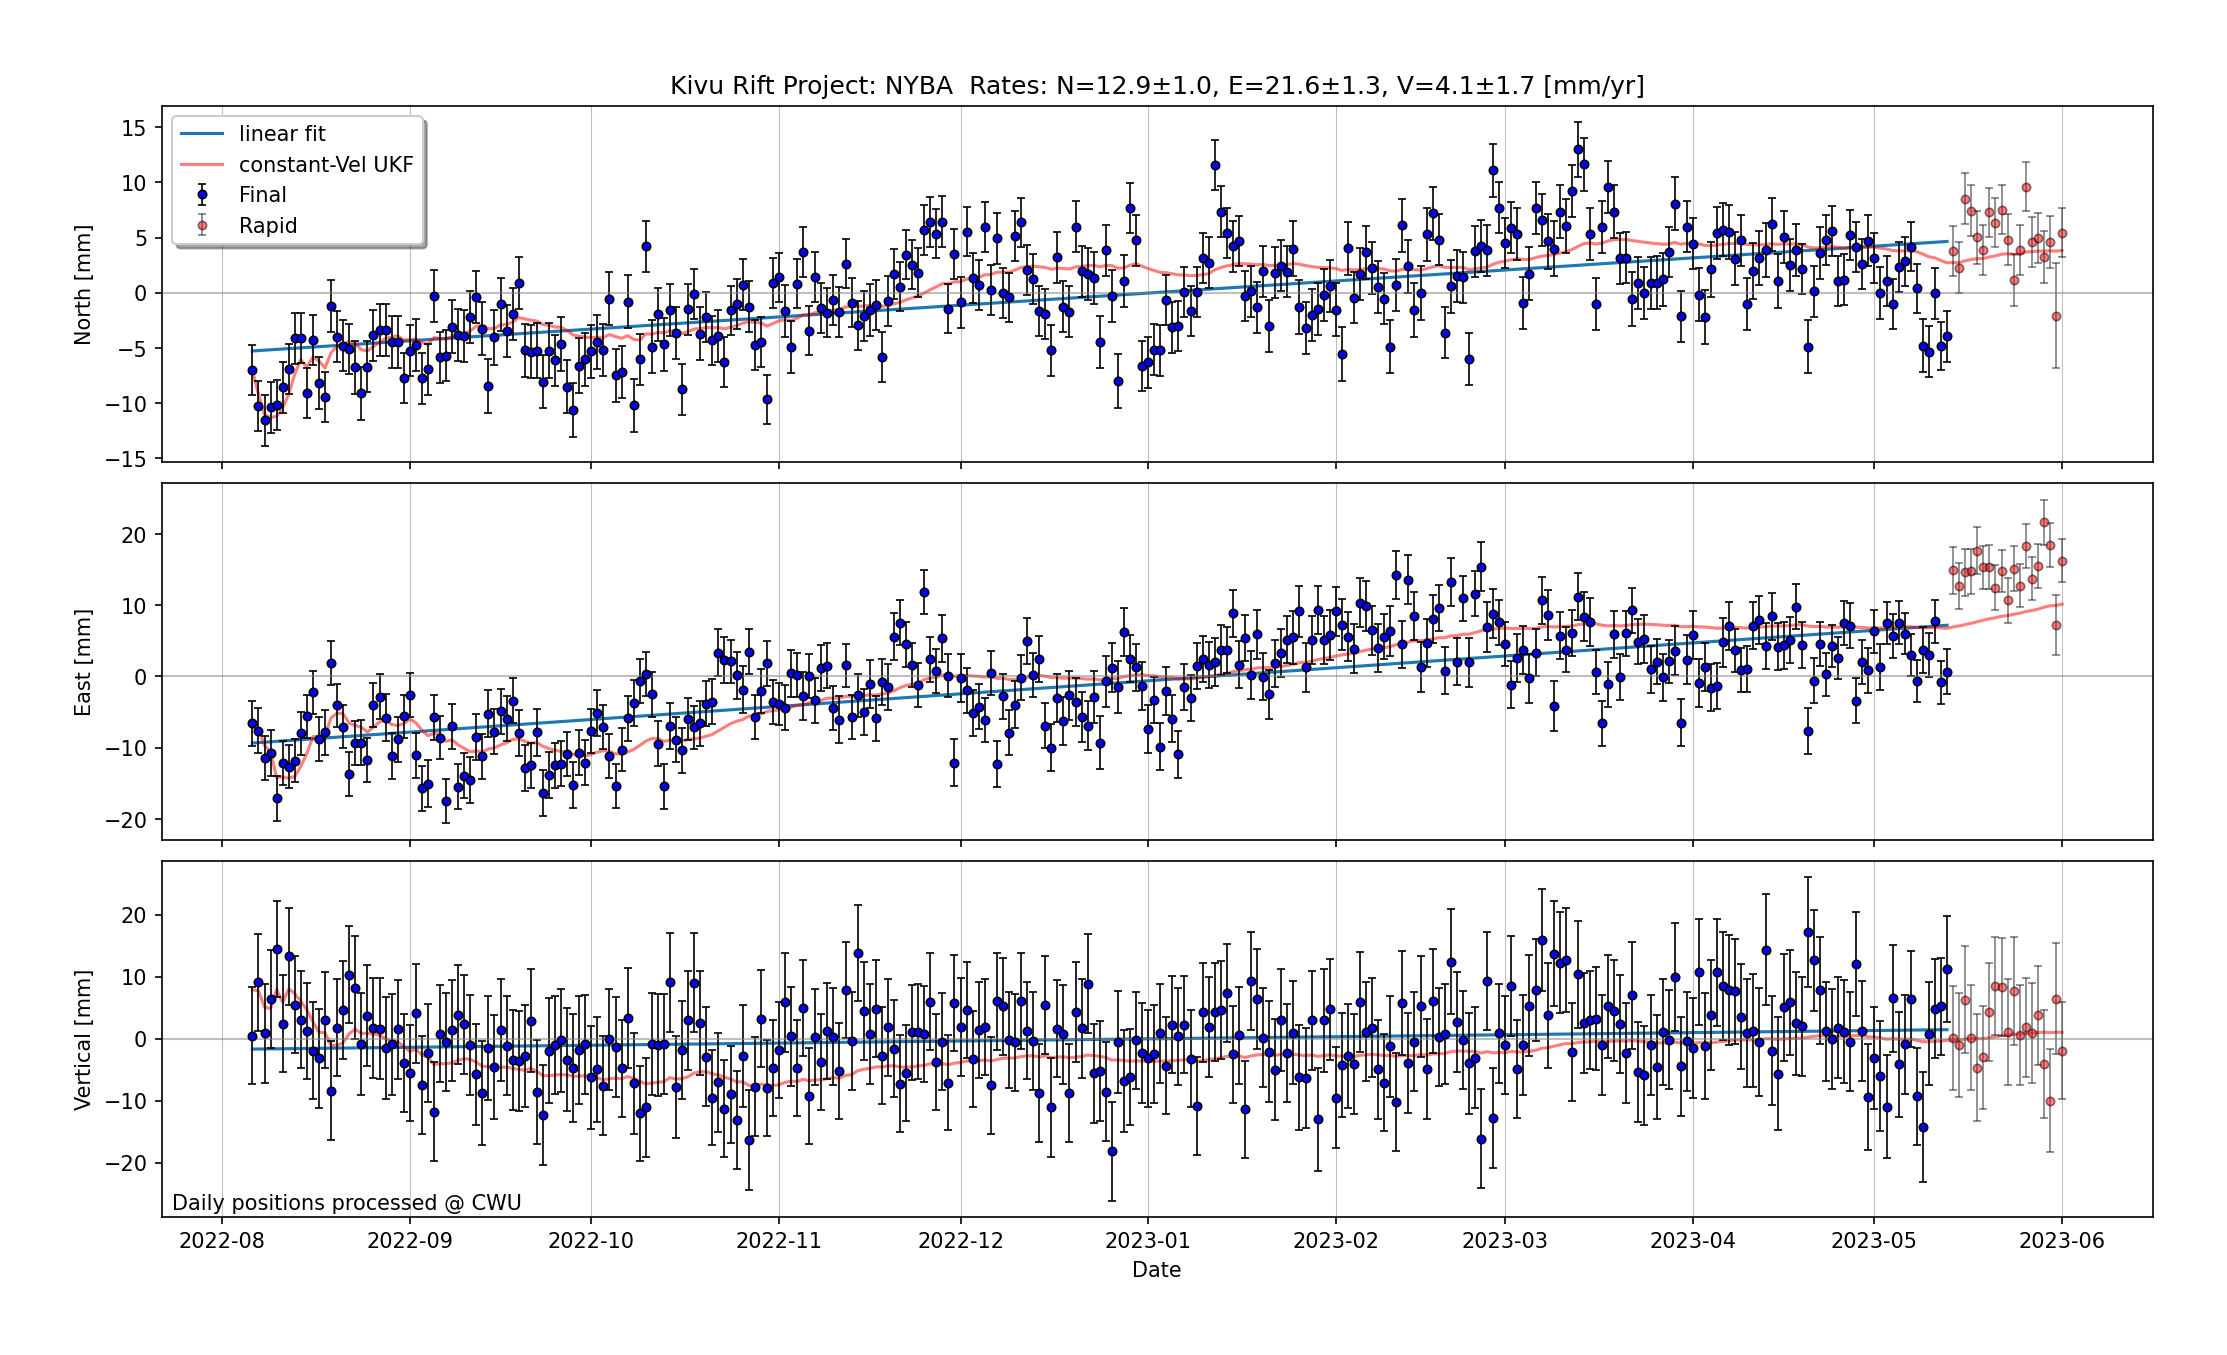 Kivu Rift Project: NYBA  Rates: N=12.9±1.0, E=21.6±1.3, V=4.1±1.7 [mm/yr]
linear fit
constant-Vel UKF
Final
Rapid
North [mm]
15
10
5
0
−5
−10
−15
East [mm]
20
10
0
−10
−20
Vertical [mm]
20
10
0
−10
−20
Daily positions processed @ CWU
2022-08 2022-09 2022-10 2022-11 2022-12 2023-01 2023-02 2023-03 2023-04 2023-05 2023-06
Date